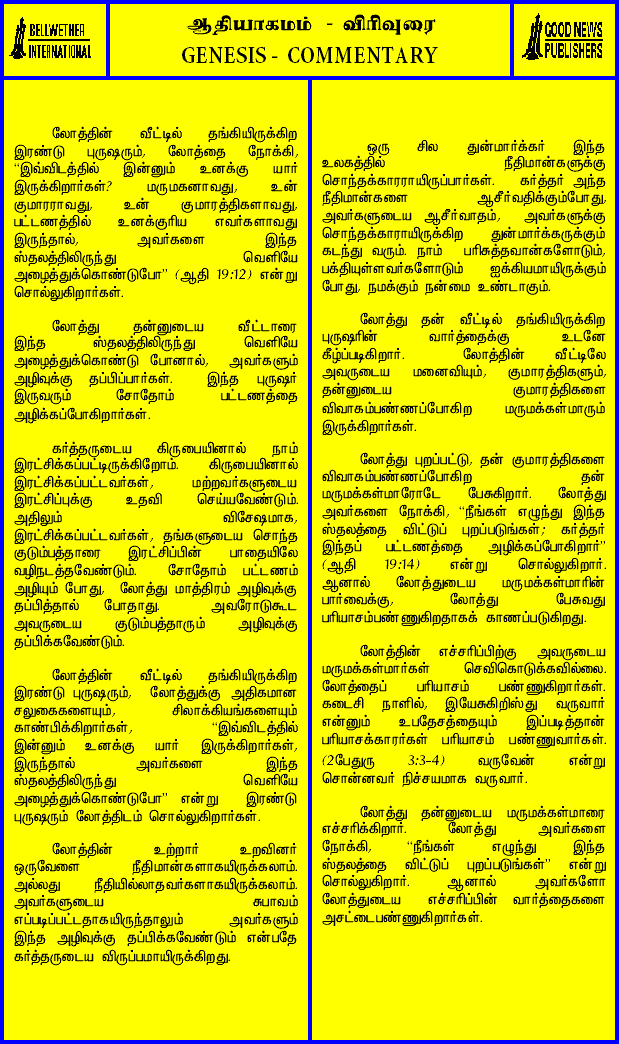 BELLWETHER
INTERNATIONAL
ஆதியாகமம் - விரிவுரை
GENESIS - COMMENTARY
GOOD NEWS
PUBLISHERS
லோத்தின் வீட்டில் தங்கியிருக்கிற
இரண்டு புருஷரும், லோத்தை நோக்கி,
“இவ்விடத்தில் இன்னும் உனக்கு யார்
இருக்கிறார்கள்? மருமகனாவது, உன்
குமாரராவது, உன் குமாரத்திகளாவது,
பட்டணத்தில் உனக்குரிய எவர்களாவது
இருந்தால், அவர்களை இந்த
ஸ்தலத்திலிருந்து வெளியே
அழைத்துக்கொண்டுபோ” (ஆதி 19:12) என்று
சொல்லுகிறார்கள்.
லோத்து தன்னுடைய வீட்டாரை
இந்த ஸ்தலத்திலிருந்து வெளியே
அழைத்துக்கொண்டு போனால், அவர்களும்
அழிவுக்கு தப்பிப்பார்கள். இந்த புருஷர்
இருவரும் சோதோம் பட்டணத்தை
அழிக்கப்போகிறார்கள்.
கர்த்தருடைய கிருபையினால் நாம்
இரட்சிக்கப்பட்டிருக்கிறோம். கிருபையினால்
இரட்சிக்கப்பட்டவர்கள், மற்றவர்களுடைய
இரட்சிப்புக்கு உதவி செய்யவேண்டும்.
அதிலும் விசேஷமாக,
இரட்சிக்கப்பட்டவர்கள், தங்களுடைய சொந்த
குடும்பத்தாரை இரட்சிப்பின் பாதையிலே
வழிநடத்தவேண்டும். சோதோம் பட்டணம்
அழியும் போது, லோத்து மாத்திரம் அழிவுக்கு
தப்பித்தால் போதாது. அவரோடுகூட
அவருடைய குடும்பத்தாரும் அழிவுக்கு
தப்பிக்கவேண்டும்.
லோத்தின் வீட்டில் தங்கியிருக்கிற
இரண்டு புருஷரும், லோத்துக்கு அதிகமான
சலுகைகளையும், சிலாக்கியங்களையும்
காண்பிக்கிறார்கள், “இவ்விடத்தில்
இன்னும் உனக்கு யார் இருக்கிறார்கள்,
இருந்தால் அவர்களை இந்த
ஸ்தலத்திலிருந்து வெளியே
அழைத்துக்கொண்டுபோ” என்று இரண்டு
புருஷரும் லோத்திடம் சொல்லுகிறார்கள்.
லோத்தின் உற்றார் உறவினர்
ஒருவேளை நீதிமான்களாகயிருக்கலாம்.
அல்லது நீதியில்லாதவர்களாகயிருக்கலாம்.
அவர்களுடைய சுபாவம்
எப்படிப்பட்டதாகயிருந்தாலும் அவர்களும்
இந்த அழிவுக்கு தப்பிக்கவேண்டும் என்பதே
கர்த்தருடைய விருப்பமாயிருக்கிறது.
ஒரு சில துன்மார்க்கர் இந்த
உலகத்தில் நீதிமான்களுக்கு
சொந்தக்காரராயிருப்பார்கள். கர்த்தர் அந்த
நீதிமான்களை ஆசீர்வதிக்கும்போது,
அவர்களுடைய ஆசீர்வாதம், அவர்களுக்கு
சொந்தக்காராயிருக்கிற துன்மார்க்கருக்கும்
கடந்து வரும். நாம் பரிசுத்தவான்களோடும்,
பக்தியுள்ளவர்களோடும் ஐக்கியமாயிருக்கும்
போது, நமக்கும் நன்மை உண்டாகும்.
லோத்து தன் வீட்டில் தங்கியிருக்கிற
புருஷரின் வார்த்தைக்கு உடனே
கீழ்ப்படிகிறார். லோத்தின் வீட்டிலே
அவருடைய மனைவியும், குமாரத்திகளும்,
தன்னுடைய குமாரத்திகளை
விவாகம்பண்ணப்போகிற மருமக்கள்மாரும்
இருக்கிறார்கள்.
லோத்து புறப்பட்டு, தன் குமாரத்திகளை
விவாகம்பண்ணப்போகிற தன்
மருமக்கள்மாரோடே பேசுகிறார். லோத்து
அவர்களை நோக்கி, “நீங்கள் எழுந்து இந்த
ஸ்தலத்தை விட்டுப் புறப்படுங்கள்; கர்த்தர்
இந்தப் பட்டணத்தை அழிக்கப்போகிறார்”
(ஆதி 19:14) என்று சொல்லுகிறார்.
ஆனால் லோத்துடைய மருமக்கள்மாரின்
பார்வைக்கு, லோத்து பேசுவது
பரியாசம்பண்ணுகிறதாகக் காணப்படுகிறது.
லோத்தின் எச்சரிப்பிற்கு அவருடைய
மருமக்கள்மார்கள் செவிகொடுக்கவில்லை.
லோத்தைப் பரியாசம் பண்ணுகிறார்கள்.
கடைசி நாளில், இயேசுகிறிஸ்து வருவார்
என்னும் உபதேசத்தையும் இப்படித்தான்
பரியாசக்காரர்கள் பரியாசம் பண்ணுவார்கள்.
(2பேதுரு 3:3-4) வருவேன் என்று
சொன்னவர் நிச்சயமாக வருவார்.
லோத்து தன்னுடைய மருமக்கள்மாரை
எச்சரிக்கிறார். லோத்து அவர்களை
நோக்கி, “நீங்கள் எழுந்து இந்த
ஸ்தலத்தை விட்டுப் புறப்படுங்கள்” என்று
சொல்லுகிறார். ஆனால் அவர்களோ
லோத்துடைய எச்சரிப்பின் வார்த்தைகளை
அசட்டைபண்ணுகிறார்கள்.